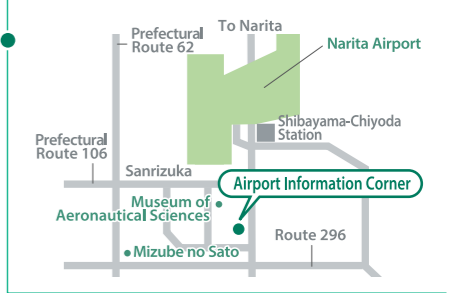 To Narita
Prefectural
Route 62
Narita Airport
Shibayama-Chiyoda
Station
Prefectural
Route 106
Sanrizuka
Airport Information Corner
Museum of
Aeronautical Sciences
Route 296
Mizube no Sato